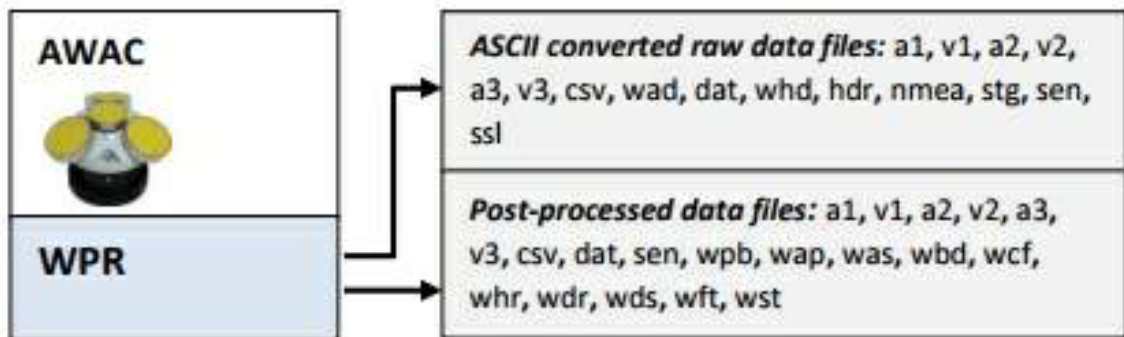 AWAC
WPR
ASCII converted raw data files: a1, v1, a2, v2,
a3, v3, csv, wad, dat, whd, hdr, nmea, stg, sen,
ssl
Post-processed data files: a1, v1, a2, v2, a3,
v3, csv, dat, sen, wpb, wap, was, wbd, wcf,
whr, wdr, wds, wft, wst